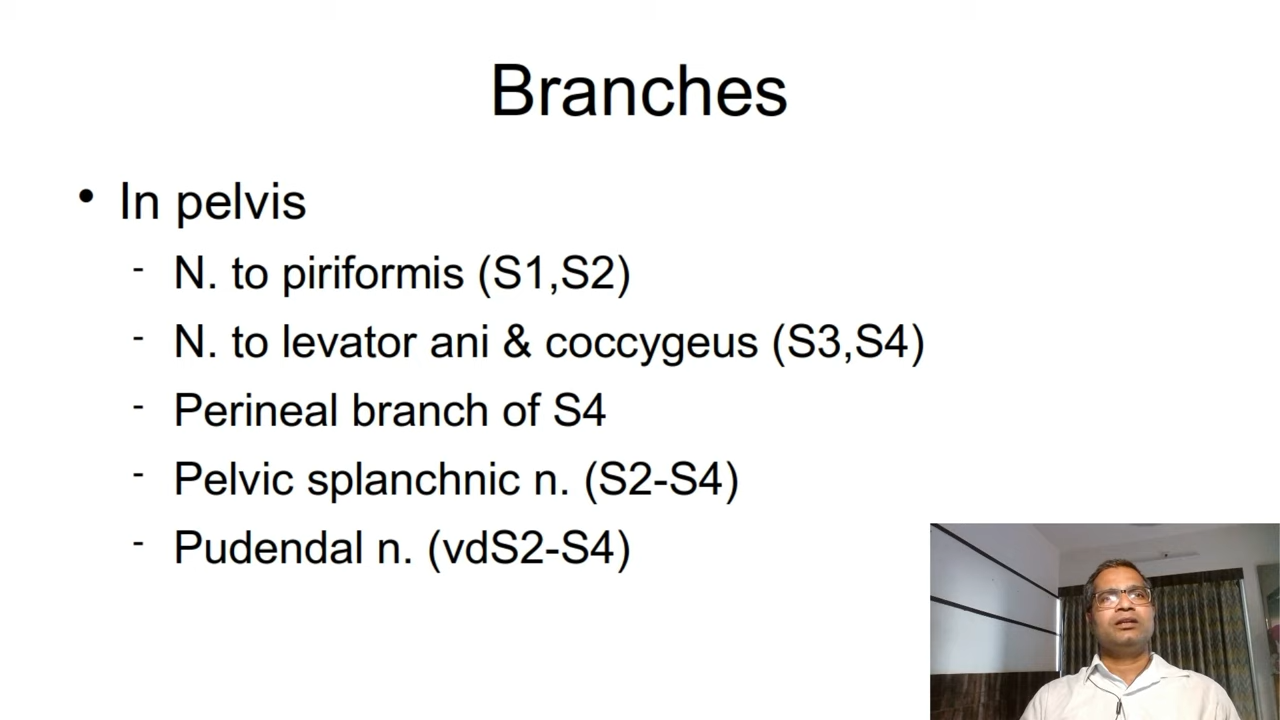 Branches
• In pelvis
- N. to piriformis (S1,S2)
- N. to levator ani & coccygeus (S3,S4)
- Perineal branch of S4
- Pelvic splanchnic n. (S2-S4)
- Pudendal n. (vdS2-S4)